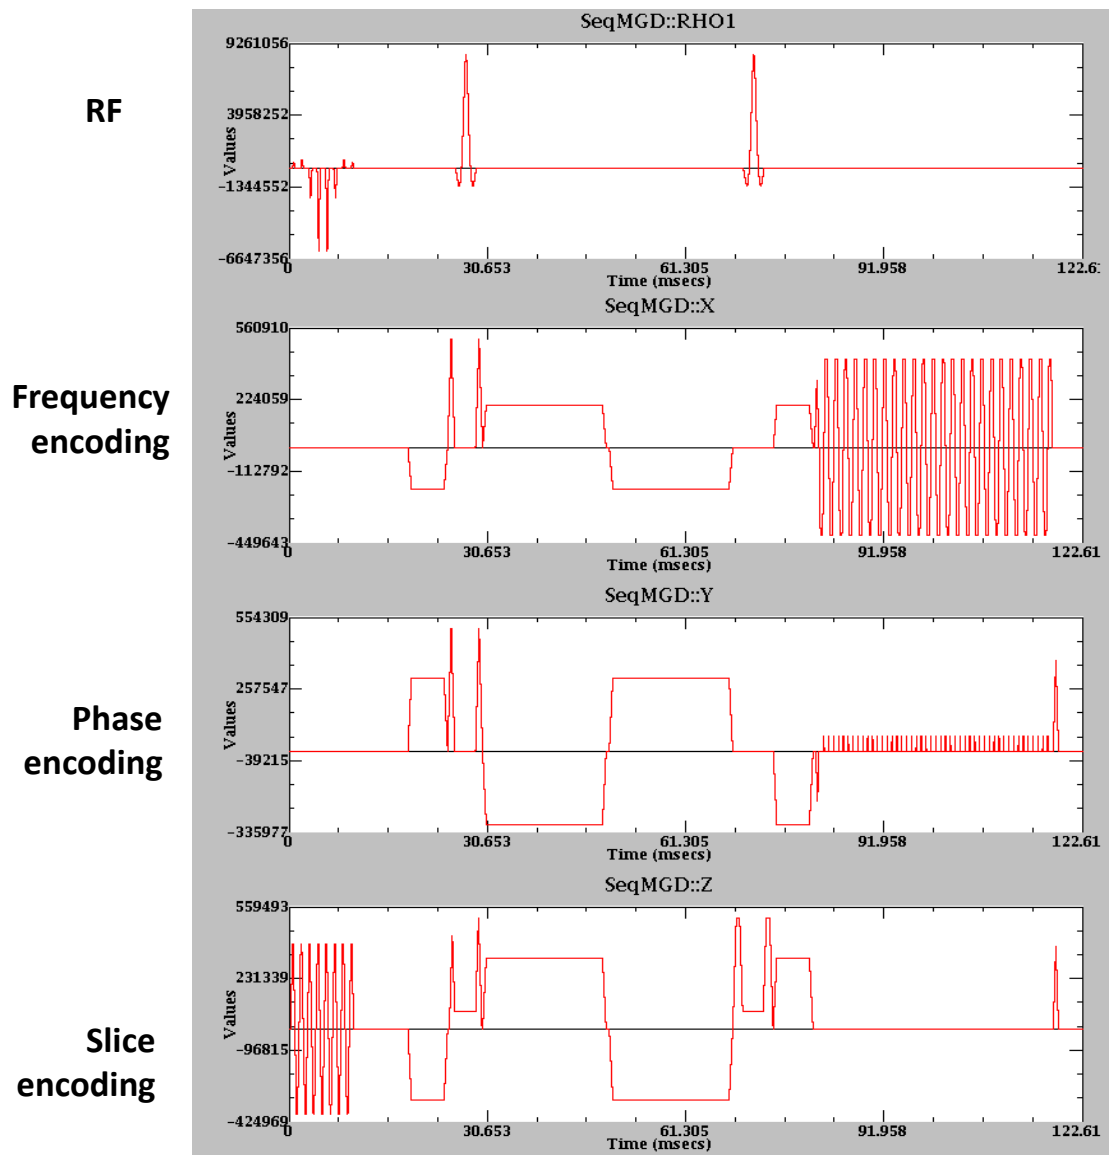 SeqMGD::RHO1
RF
Values
9261056
3958252
-1344552
-6647356
0 30.653 61.305 91.958 122.61
Time (msecs)
SeqMGD::X
Frequency
encoding
Values
560910
224059
-112792
-449643
0 30.653 61.305 91.958 122.61
Time (msecs)
SeqMGD::Y
Phase
encoding
Values
554309
257547
-39215
-335977
0 30.653 61.305 91.958 122.61
Time (msecs)
SeqMGD::Z
Slice
encoding
Values
559493
231339
-96815
-424969
0 30.653 61.305 91.958 122.61
Time (msecs)